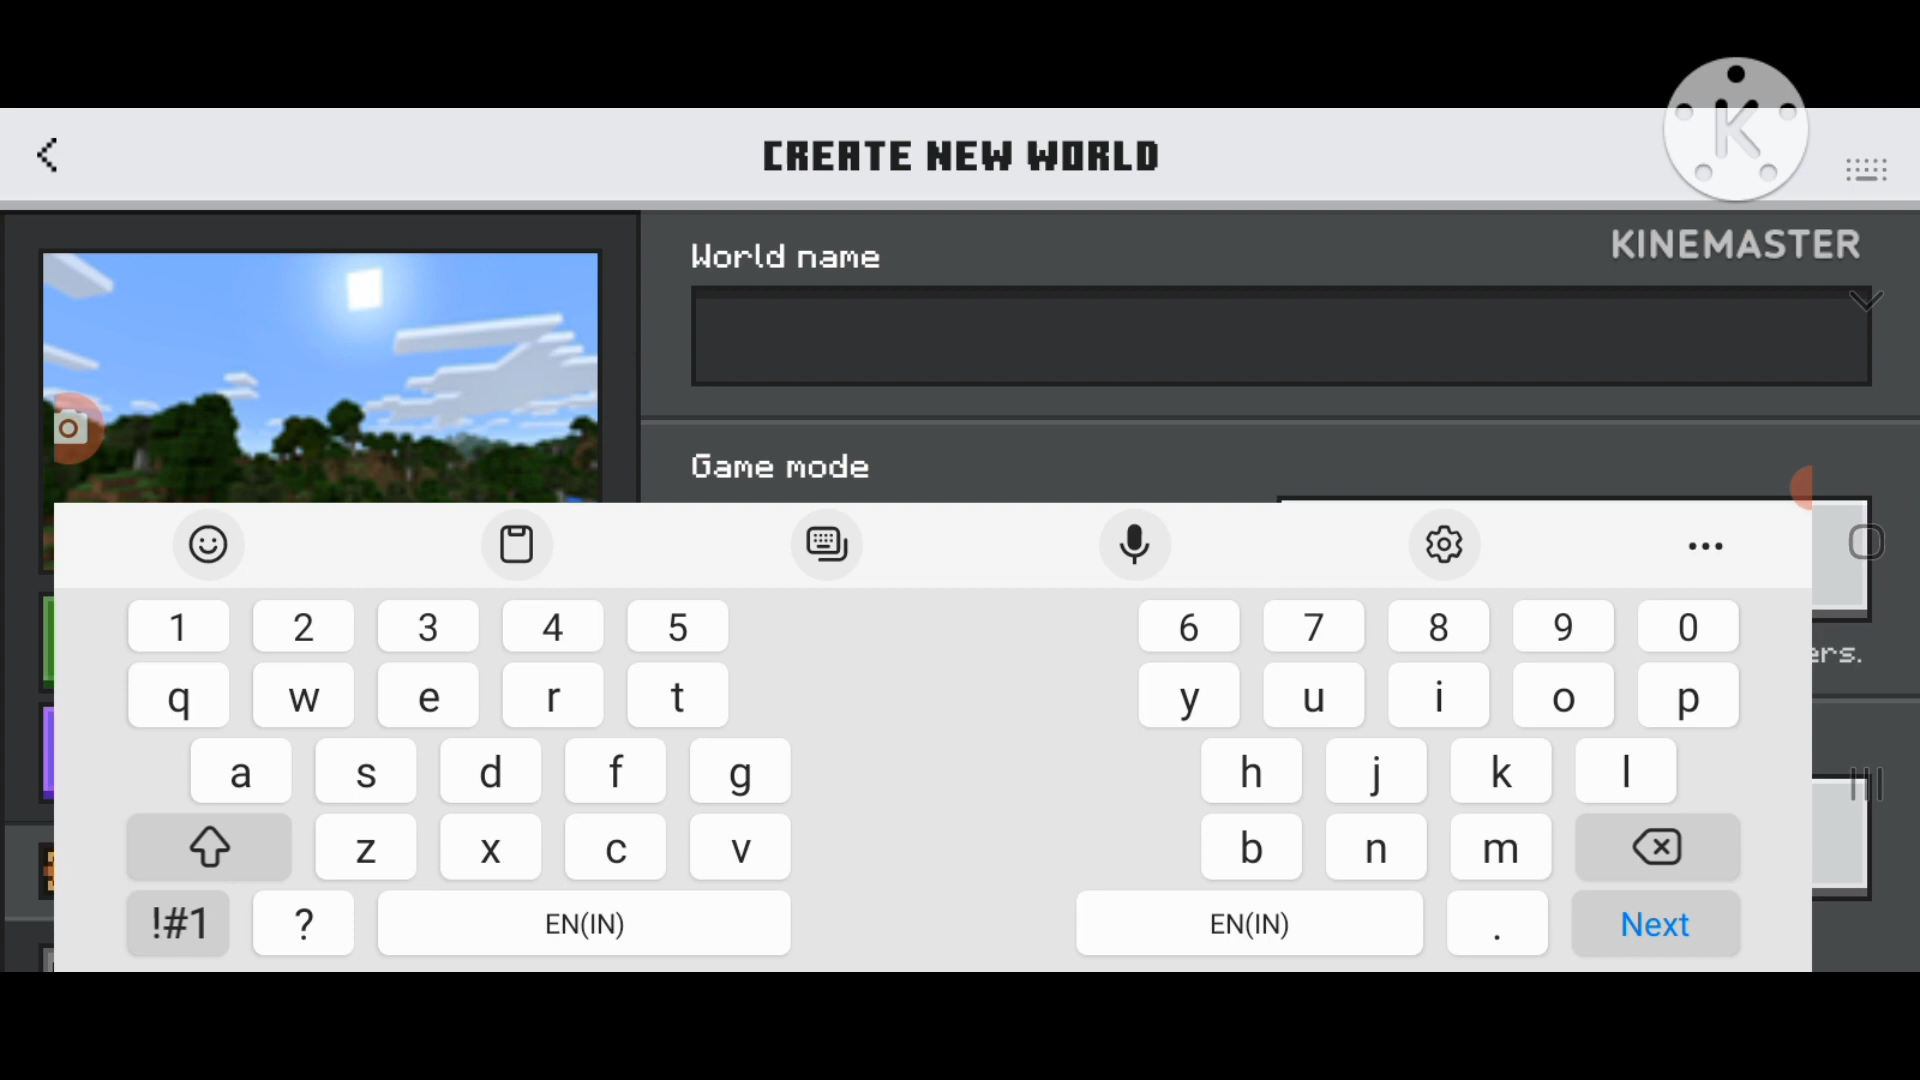 K
CREATE NEW WORLD
KINEMASTER
World name
Game mode
ers.
1 2 3 4 5 6 7 8 9 0
q w e r t y u i o p
a s d f g h j k l
z x c v b n m
!#1 ? EN(IN) EN(IN) . Next